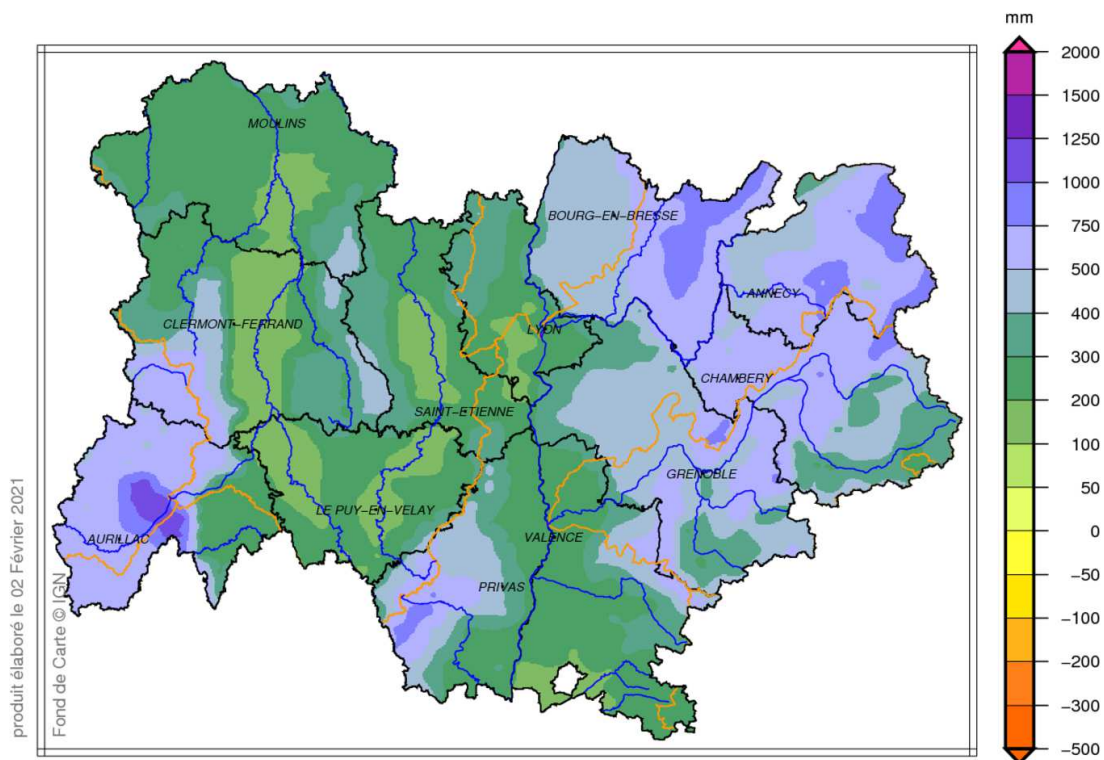 mm
2000
1500
1250
1000
750
500
400
300
200
100
50
0
−50
−100
−200
−300
−500
MOULINS
BOURG−EN−BRESSE
ANNECY
CLERMONT−FERRAND
LYON
CHAMBERY
SAINT−ETIENNE
GRENOBLE
LE PUY−EN−VELAY
AURILLAC
VALENCE
PRIVAS
produit élaboré le 02 Février 2021
Fond de Carte © IGN